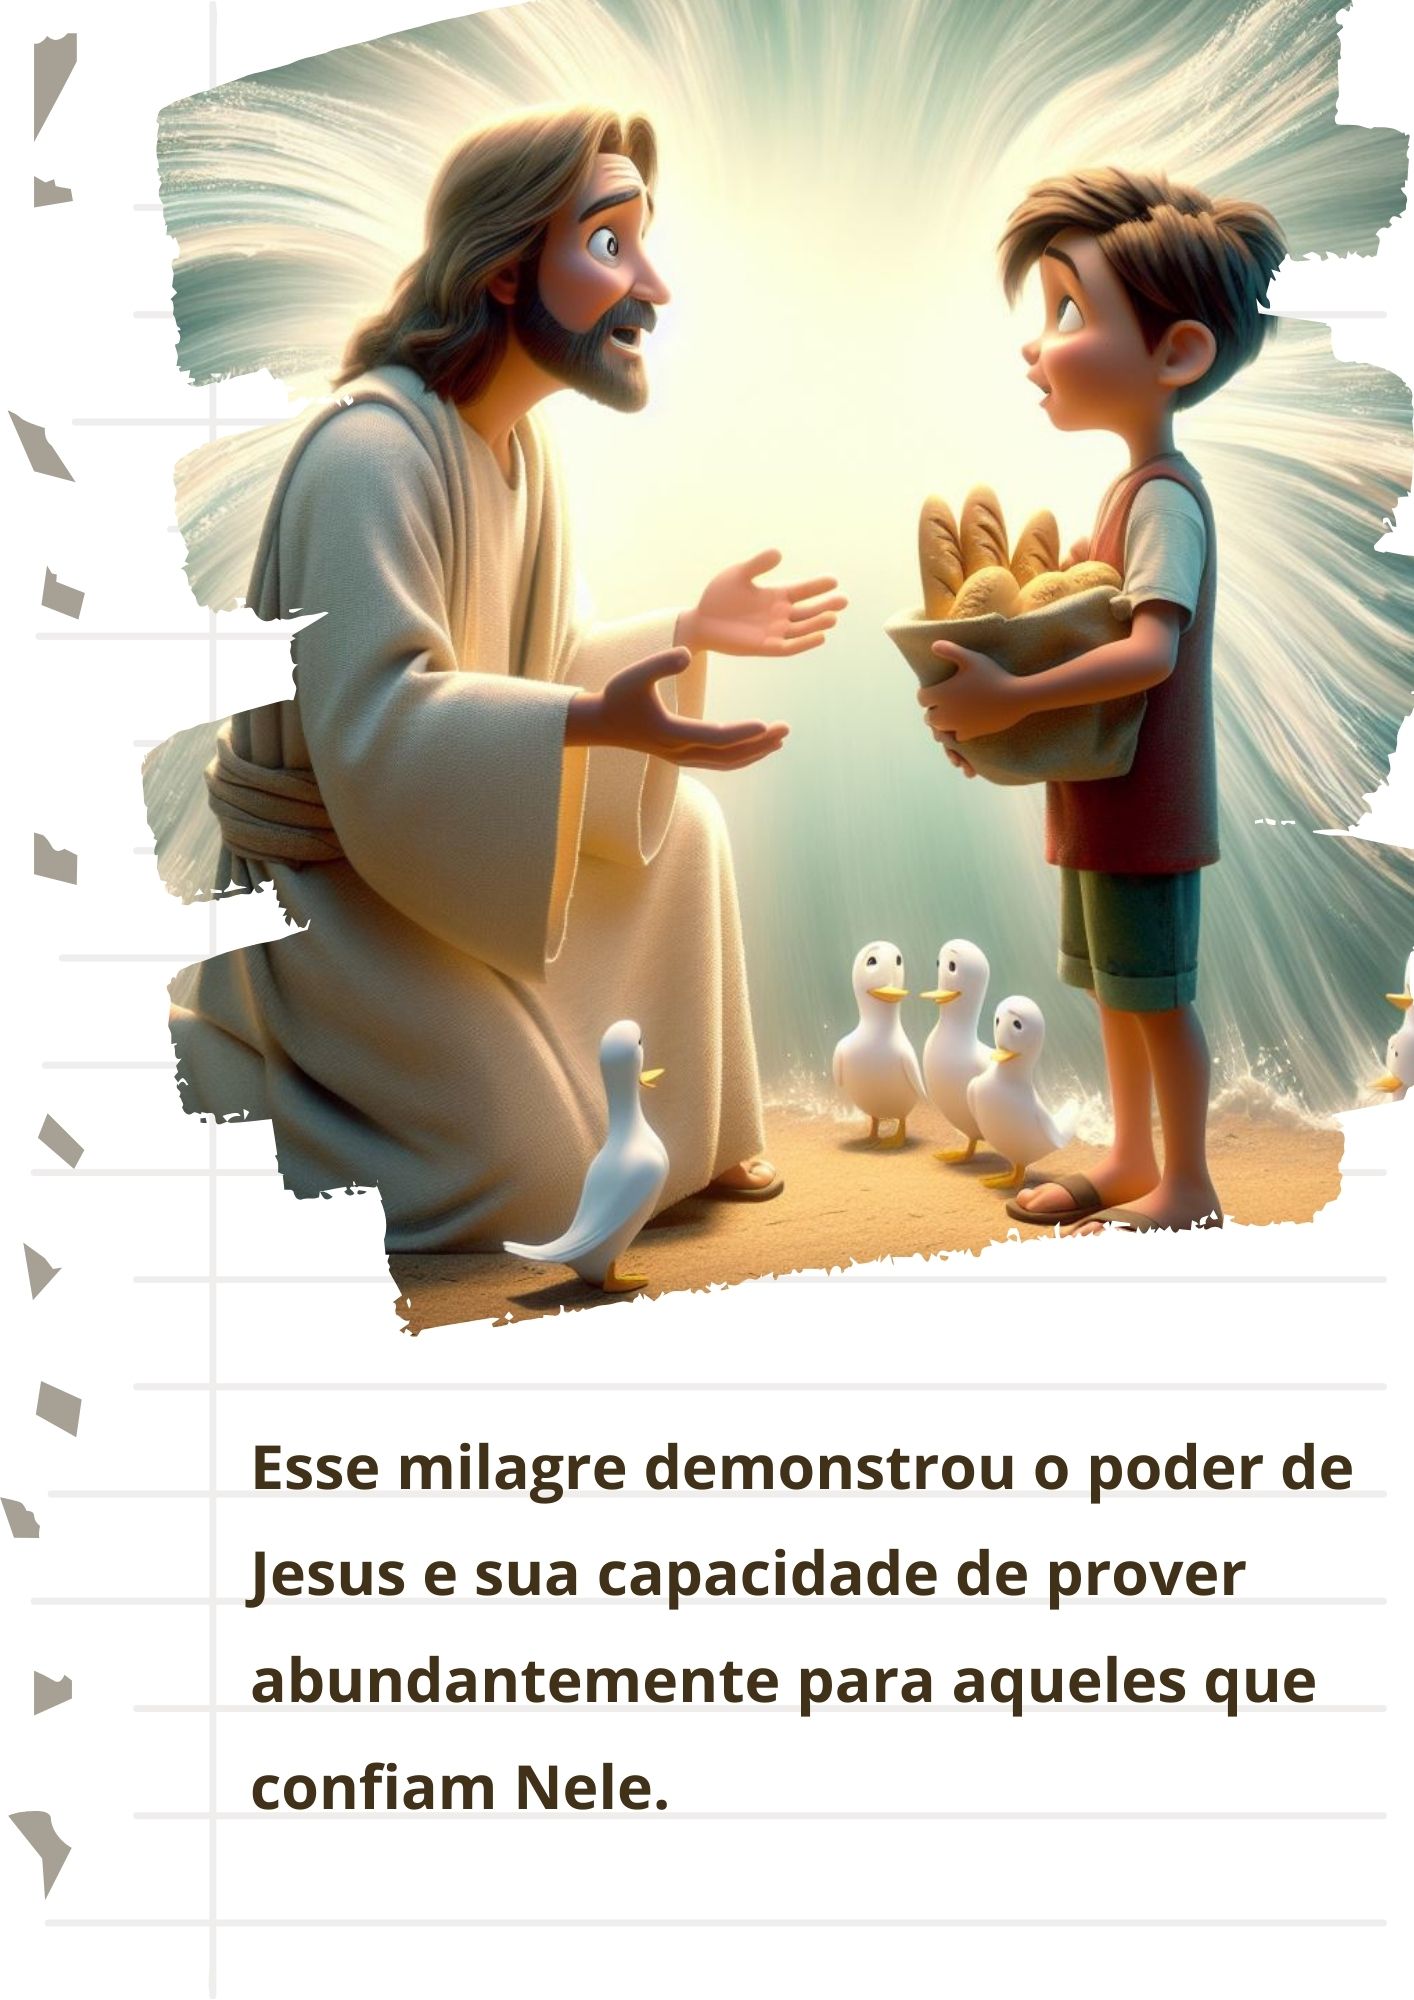 Esse milagre demonstrou o poder de
Jesus e sua capacidade de prover
abundantemente para aqueles que
confiam Nele.